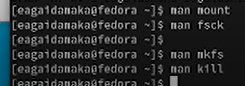 [eagaidamaka@fedora ~]$ man mount
[eagaidamaka@fedora ~]$ man fsck
[eagaidamaka@fedora ~]$
[eagaidamaka@fedora ~]$ man mkfs
[eagaidamaka@fedora ~]$ man kill
[eagaidamaka@fedora ~]$